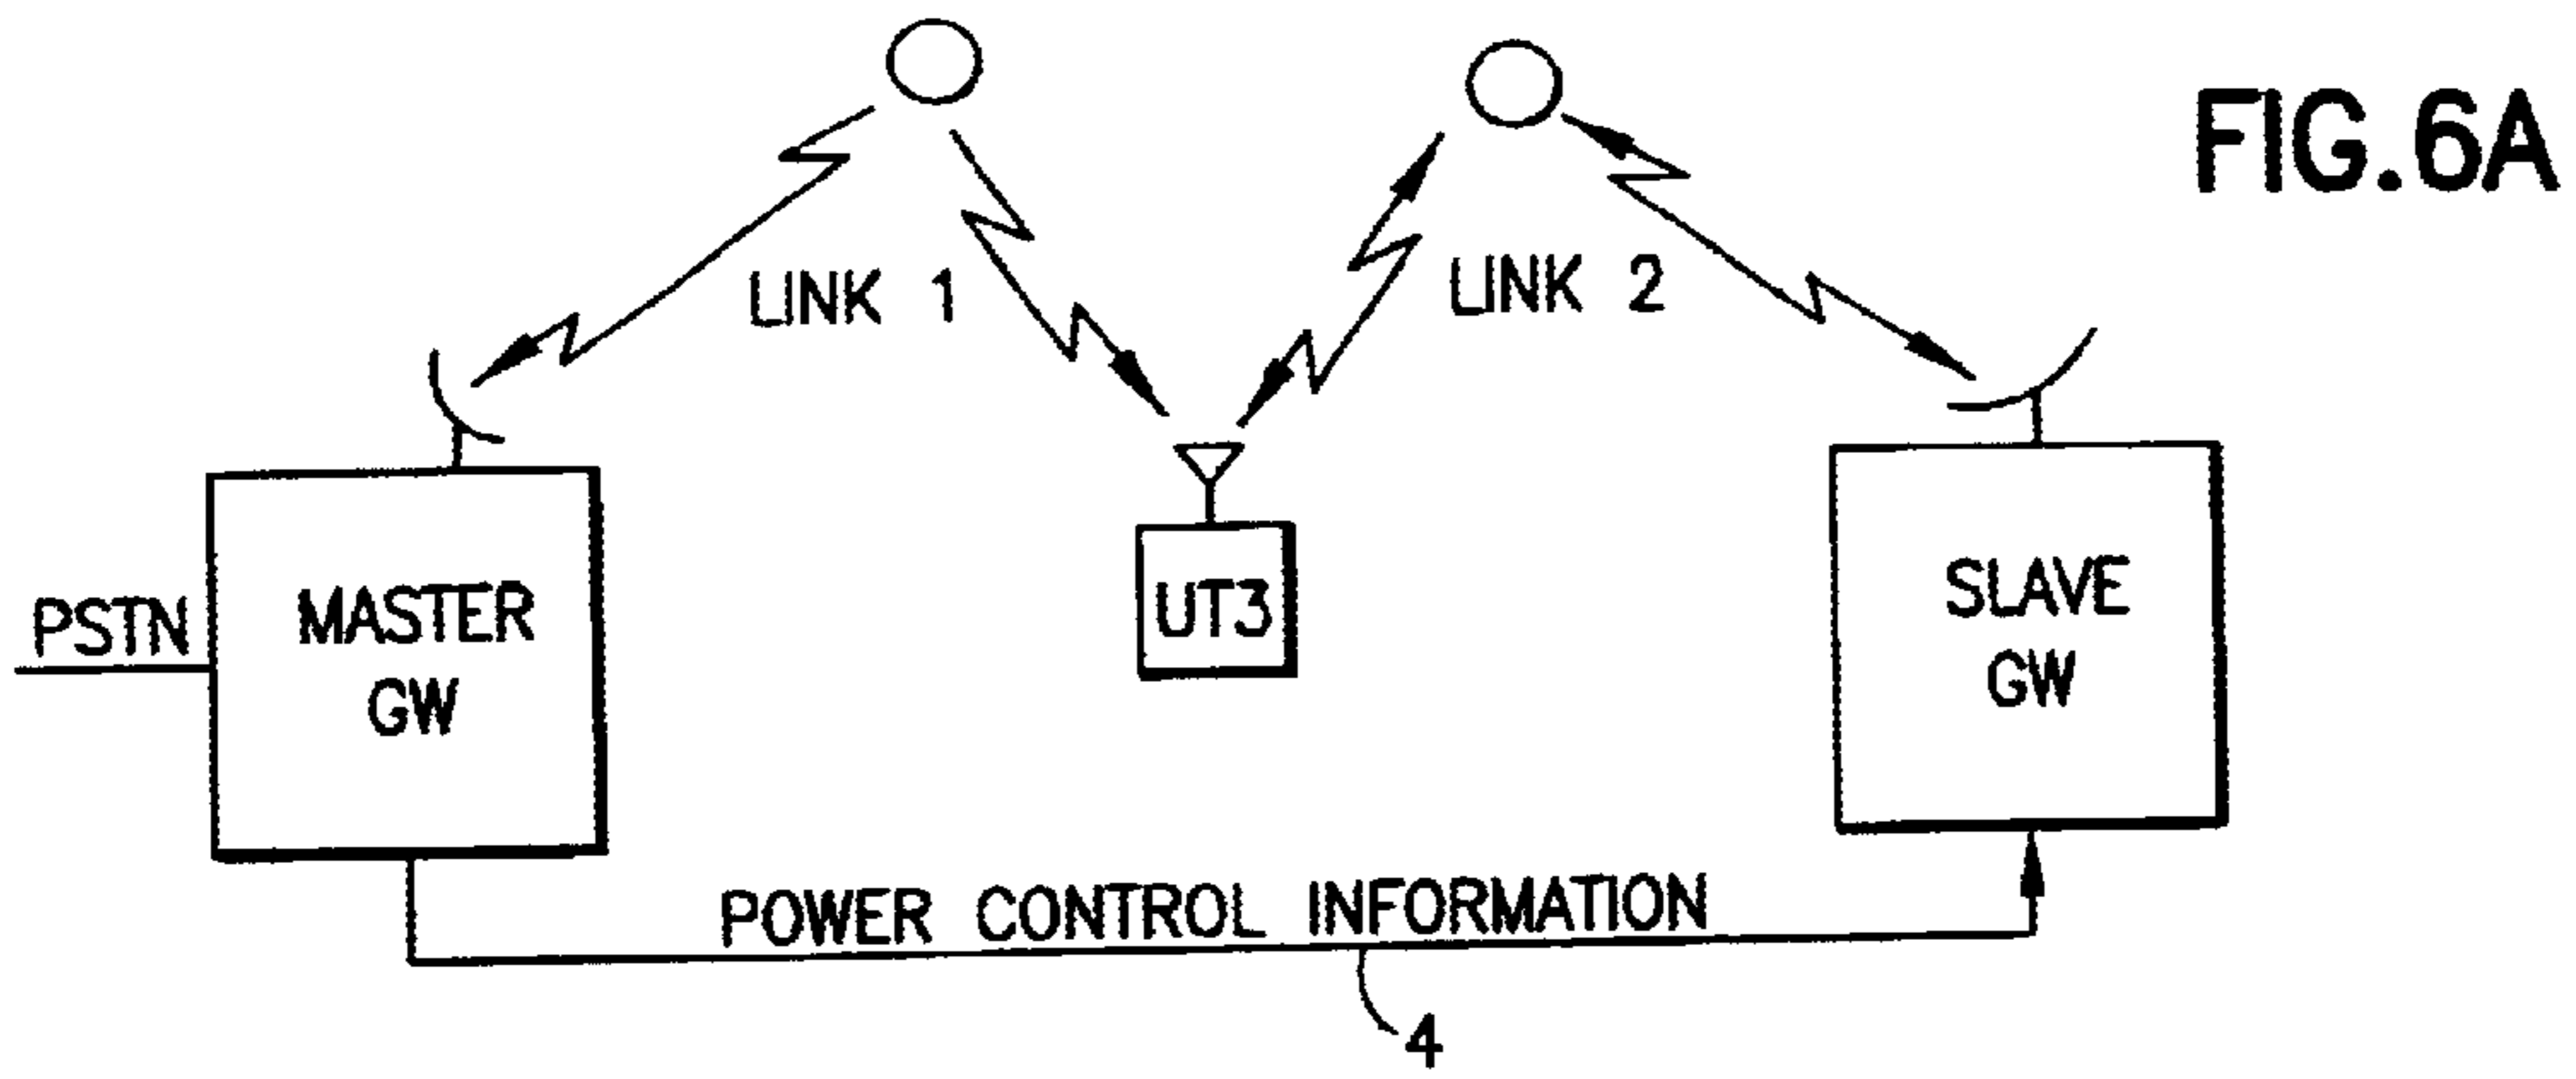 FIG.6A
LINK 1
LINK 2
PSTN
MASTER
GW
UT3
SLAVE
GW
POWER CONTROL INFORMATION
4